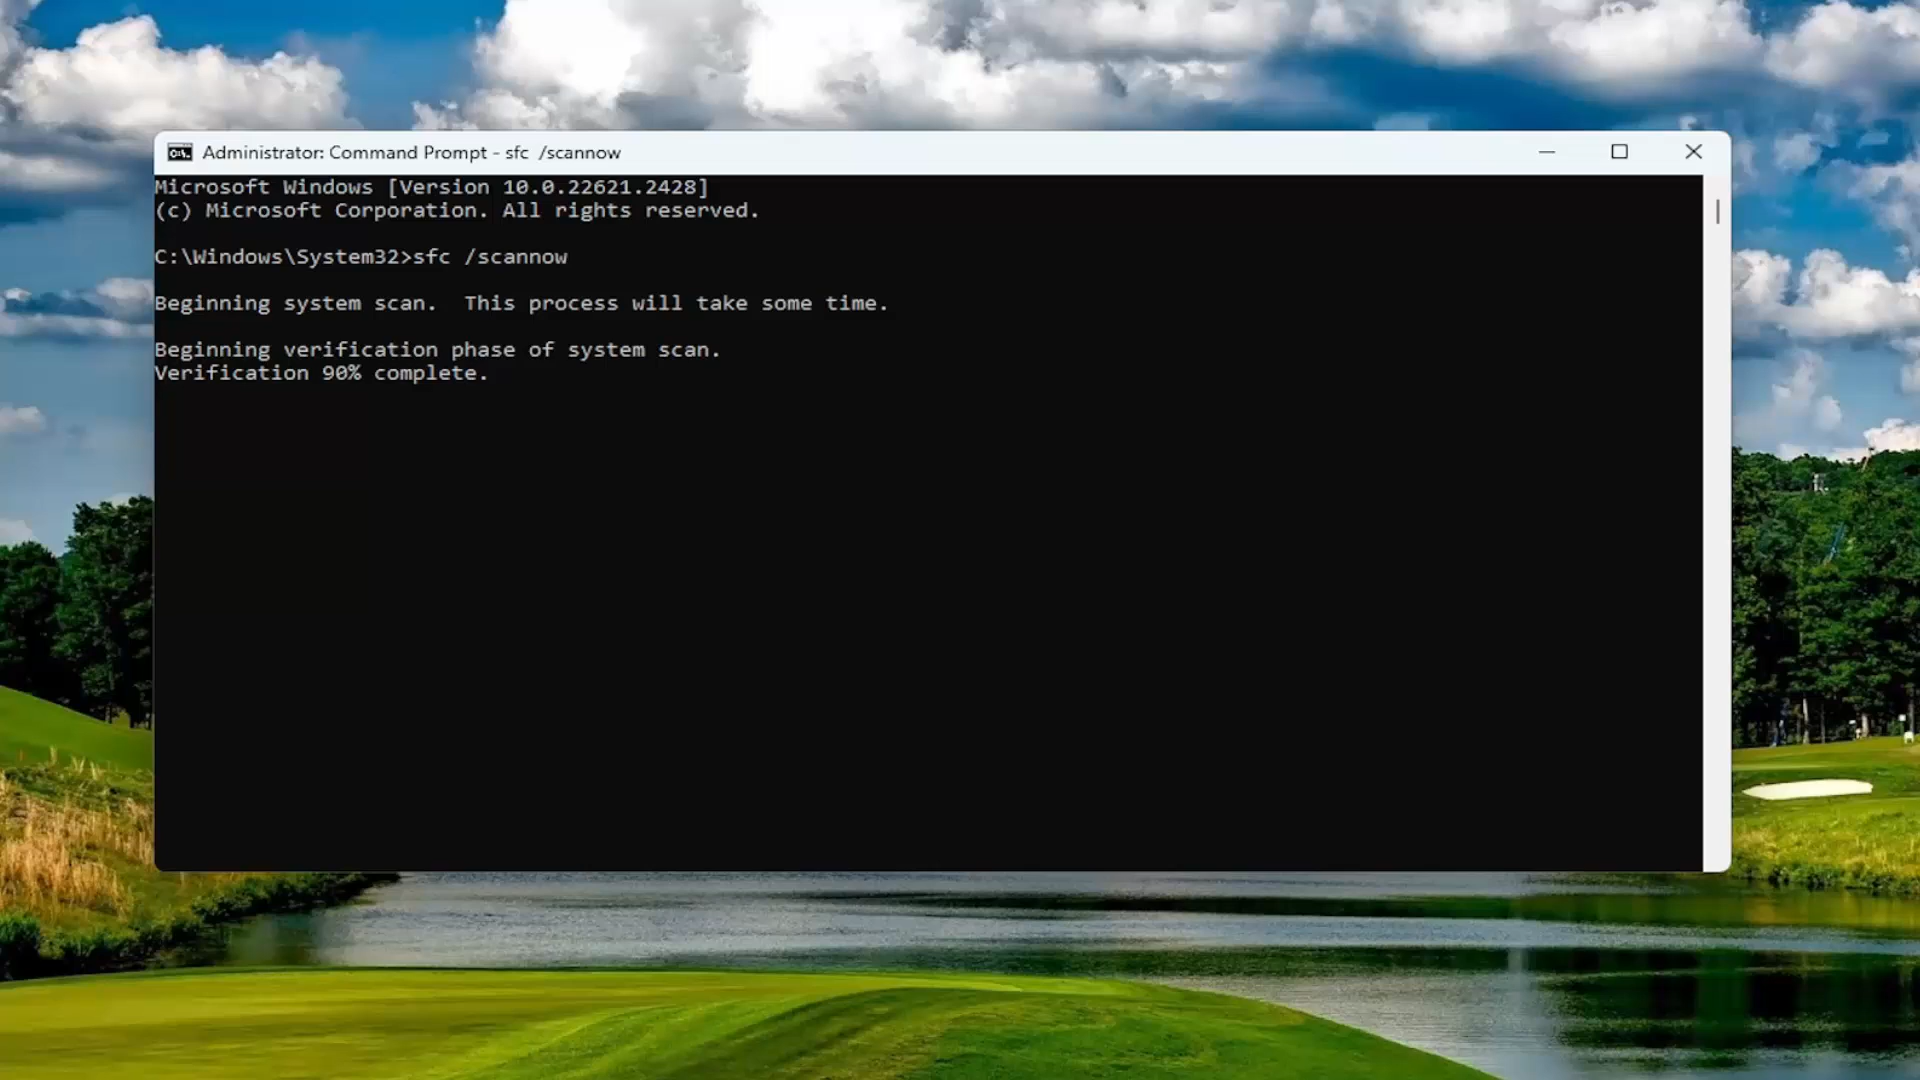 Administrator: Command Prompt - sfc  /scannow
Microsoft Windows [Version 10.0.22621.2428]
(c) Microsoft Corporation. All rights reserved.
C:\Windows\System32>sfc /scannow
Beginning system scan.  This process will take some time.
Beginning verification phase of system scan.
Verification 90% complete.